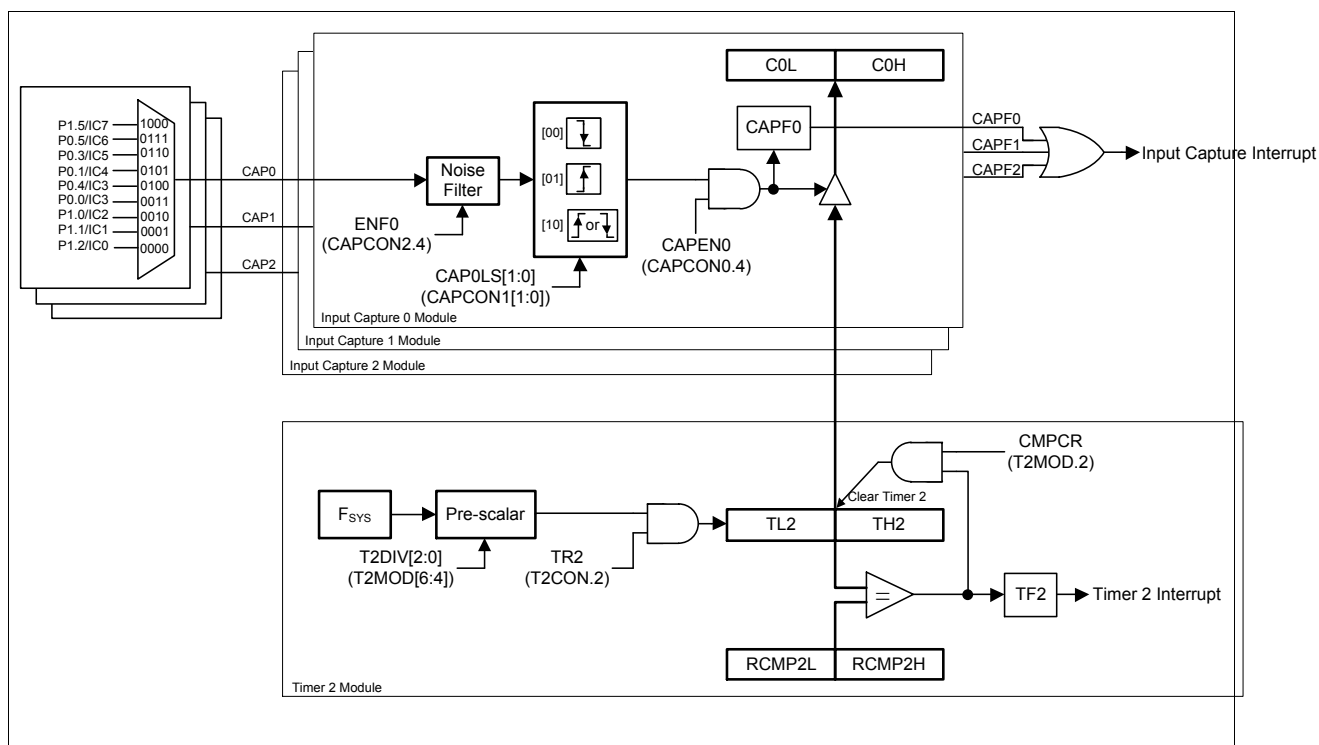 C0L
C0H
P1.5/IC7
1000
P0.5/IC6
0111
P0.3/IC5
0110
P0.1/IC4
0101
P0.4/IC3
0100
P0.0/IC3
0011
P1.0/IC2
0010
P1.1/IC1
0001
P1.2/IC0
0000
CAP0
CAP1
CAP2
Noise
Filter
ENF0
(CAPCON2.4)
[00]
[01]
[10]
or
CAP0LS[1:0]
(CAPCON1[1:0])
CAPEN0
(CAPCON0.4)
CAPF0
CAPF0
CAPF1
CAPF2
Input Capture Interrupt
Input Capture 0 Module
Input Capture 1 Module
Input Capture 2 Module
CMPCR
(T2MOD.2)
Clear Timer 2
FSYS
Pre-scalar
T2DIV[2:0]
(T2MOD[6:4])
TR2
(T2CON.2)
TL2
TH2
=
TF2
Timer 2 Interrupt
RCMP2L
RCMP2H
Timer 2 Module